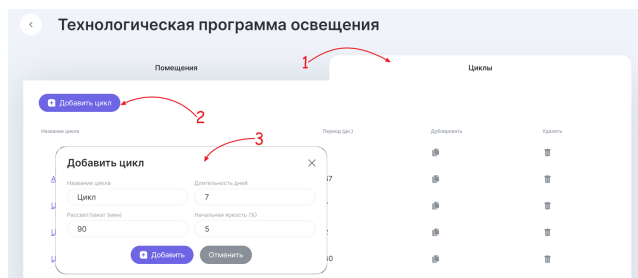 Технологическая программа освещения
Помещения
1
Циклы
Добавить цикл
2
3
Название цикла
Период (дн.)
Дублировать
Удалить
Добавить цикл
Название цикла
Длительность дней
Цикл
7
Рассвет/закат (мин)
Начальная яркость (%)
90
5
Добавить
Отменить